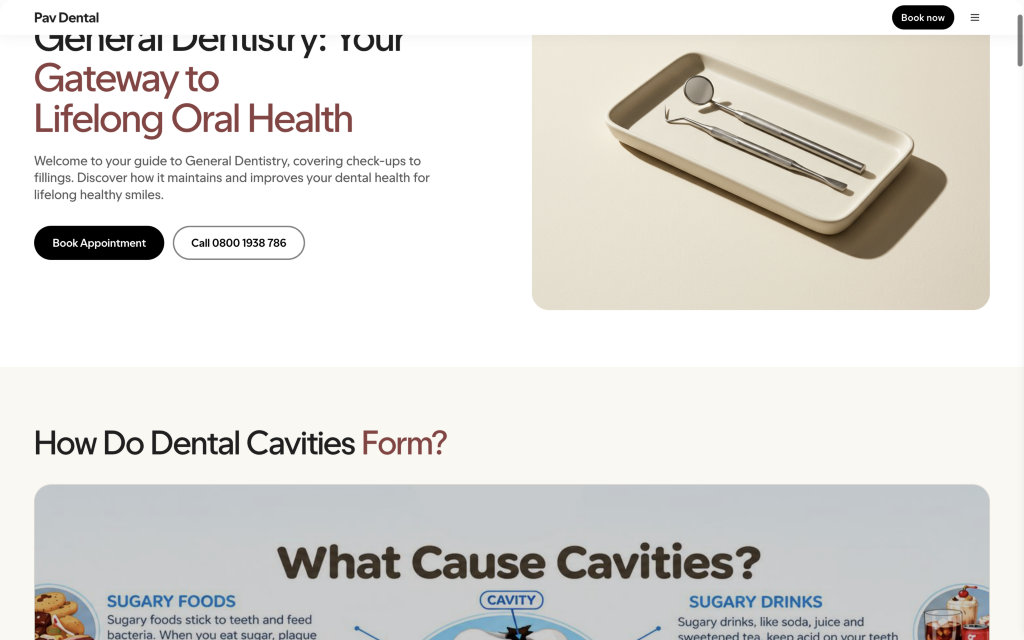 Pav Dental
Book now
General Dentistry: Your
Gateway to
Lifelong Oral Health
Welcome to your guide to General Dentistry, covering check-ups to
fillings. Discover how it maintains and improves your dental health for
lifelong healthy smiles.
Book Appointment
Call 0800 1938 786
How Do Dental Cavities Form?
What Cause Cavities?
CAVITY
SUGARY FOODS
Sugary foods stick to teeth and feed
bacteria. When you eat sugar, plaque
SUGARY DRINKS
Sugary drinks, like soda, juice and
sweetened tea, keep acid on your teeth